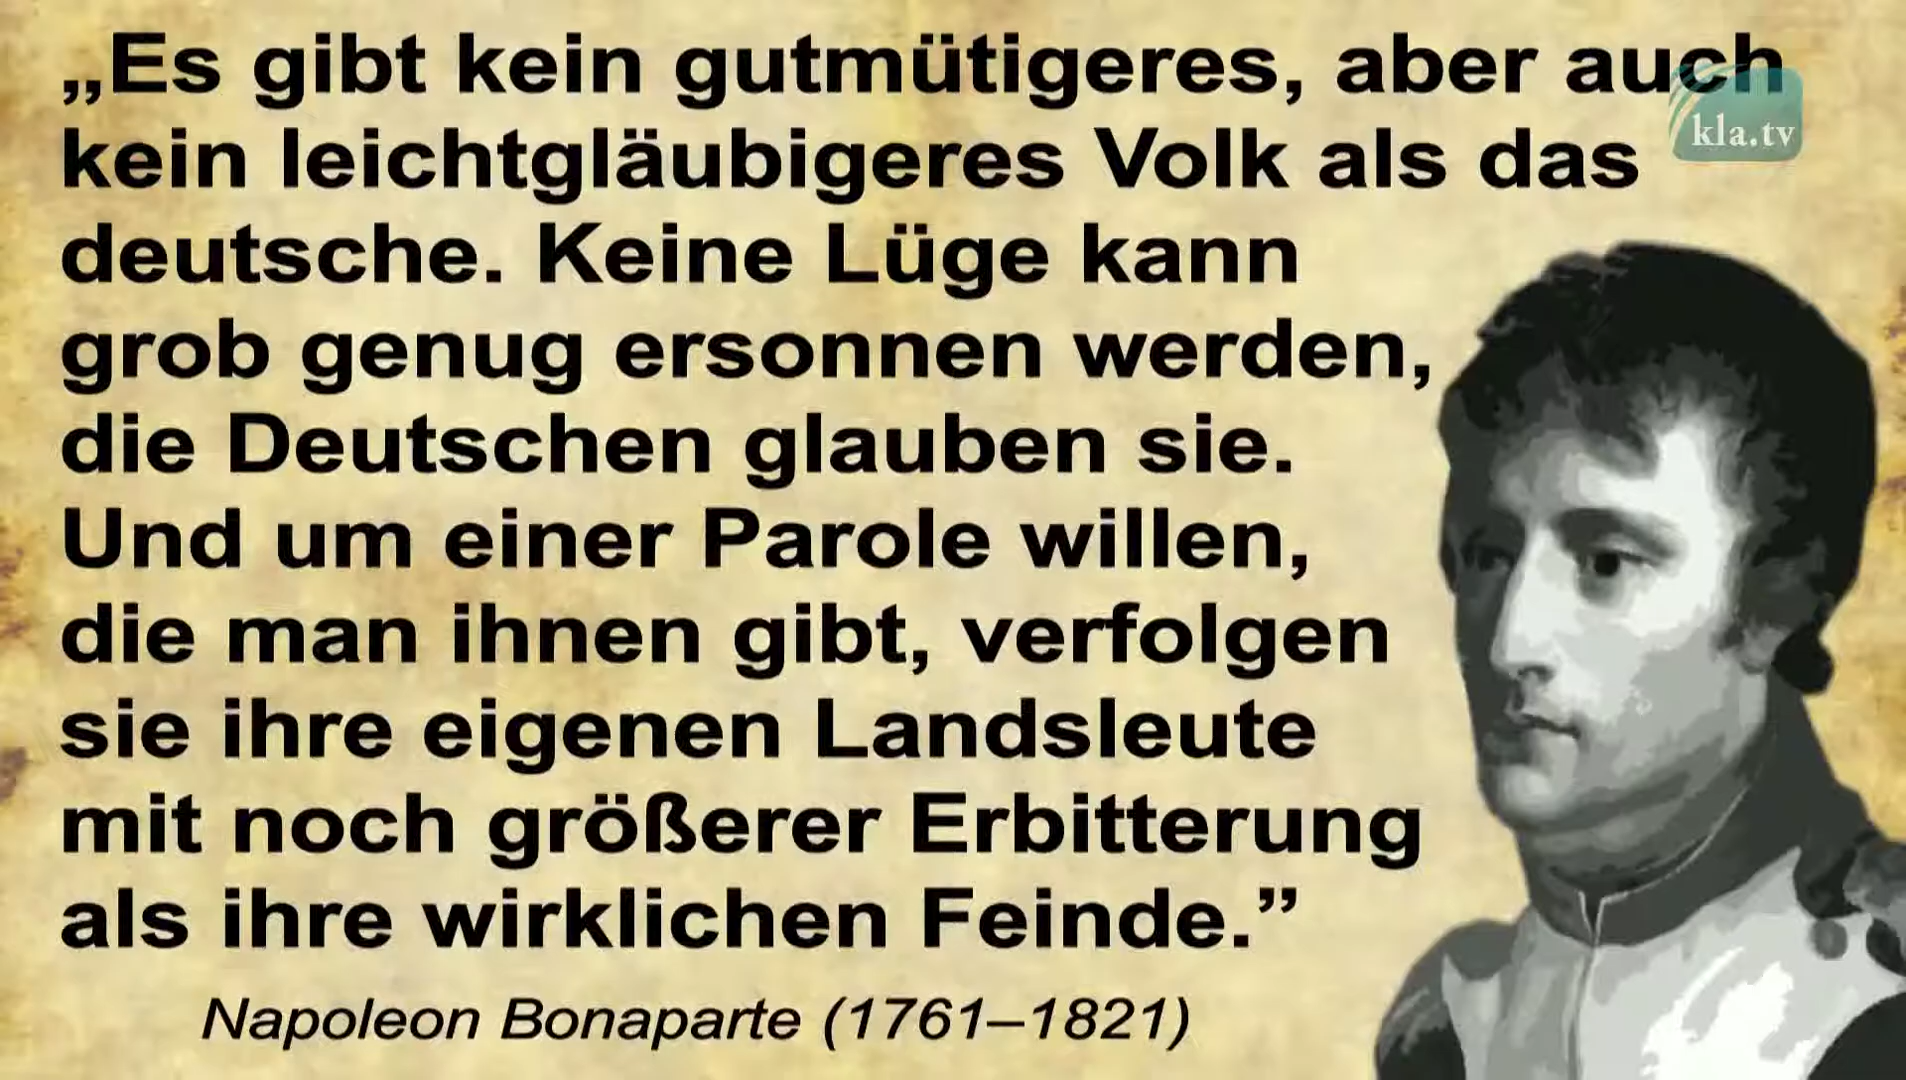 „Es gibt kein gutmütigeres, aber auch
kein leichtgläubigeres Volk als das
deutsche. Keine Lüge kann
grob genug ersonnen werden,
die Deutschen glauben sie.
Und um einer Parole willen,
die man ihnen gibt, verfolgen
sie ihre eigenen Landsleute
mit noch größerer Erbitterung
als ihre wirklichen Feinde.”
Napoleon Bonaparte (1761–1821)
kla.tv